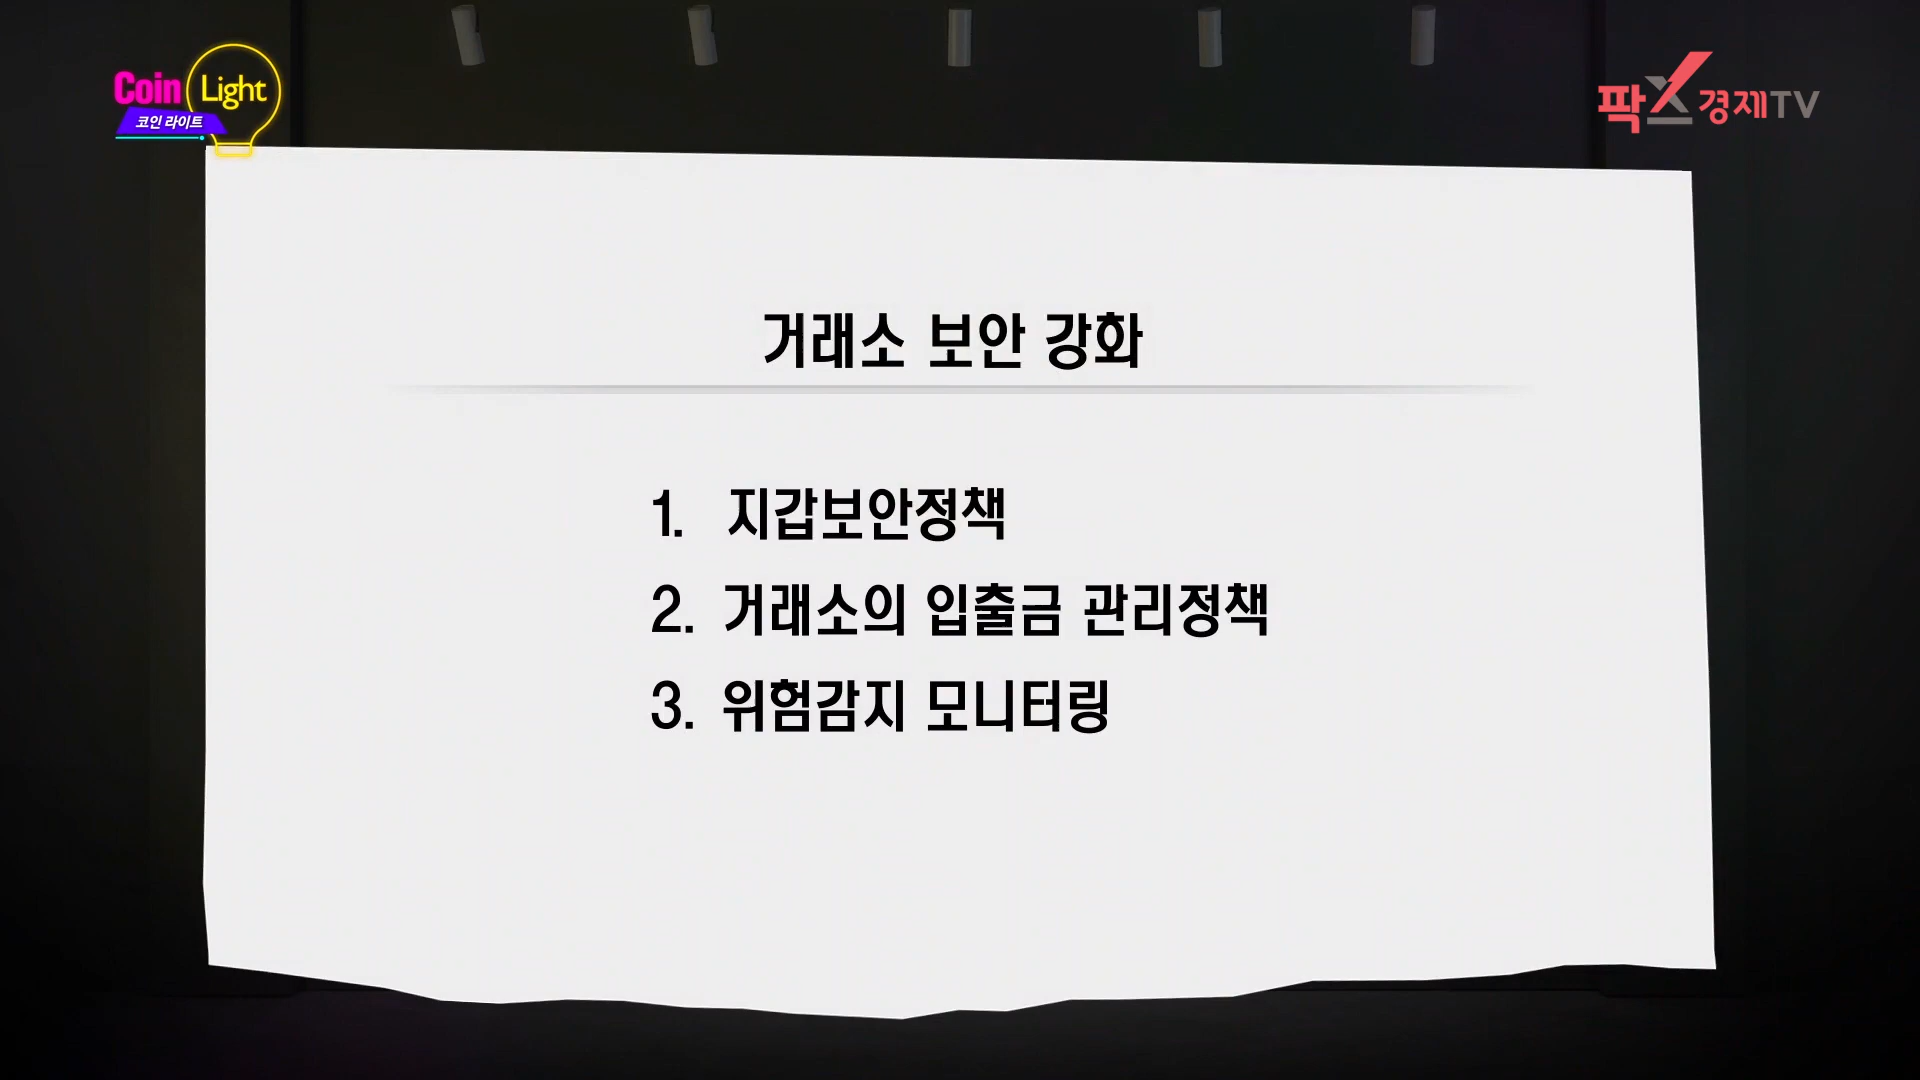 Coin Light
코인 라이트
팍스경제TV
거래소 보안 강화
1. 지갑보안정책
2. 거래소의 입출금 관리정책
3. 위험감지 모니터링